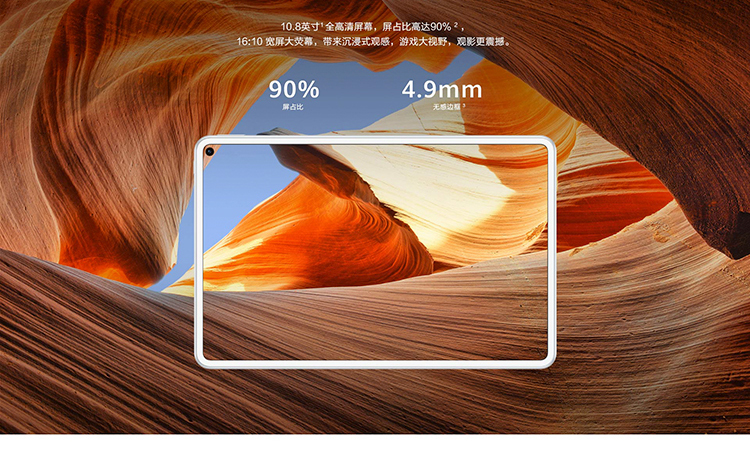 10.8英寸¹全高清屏幕，屏占比高达90% ²，
16:10 宽屏大荧幕，带来沉浸式观感，游戏大视野，观影更震撼。
90%
屏占比
4.9mm
无感边框³